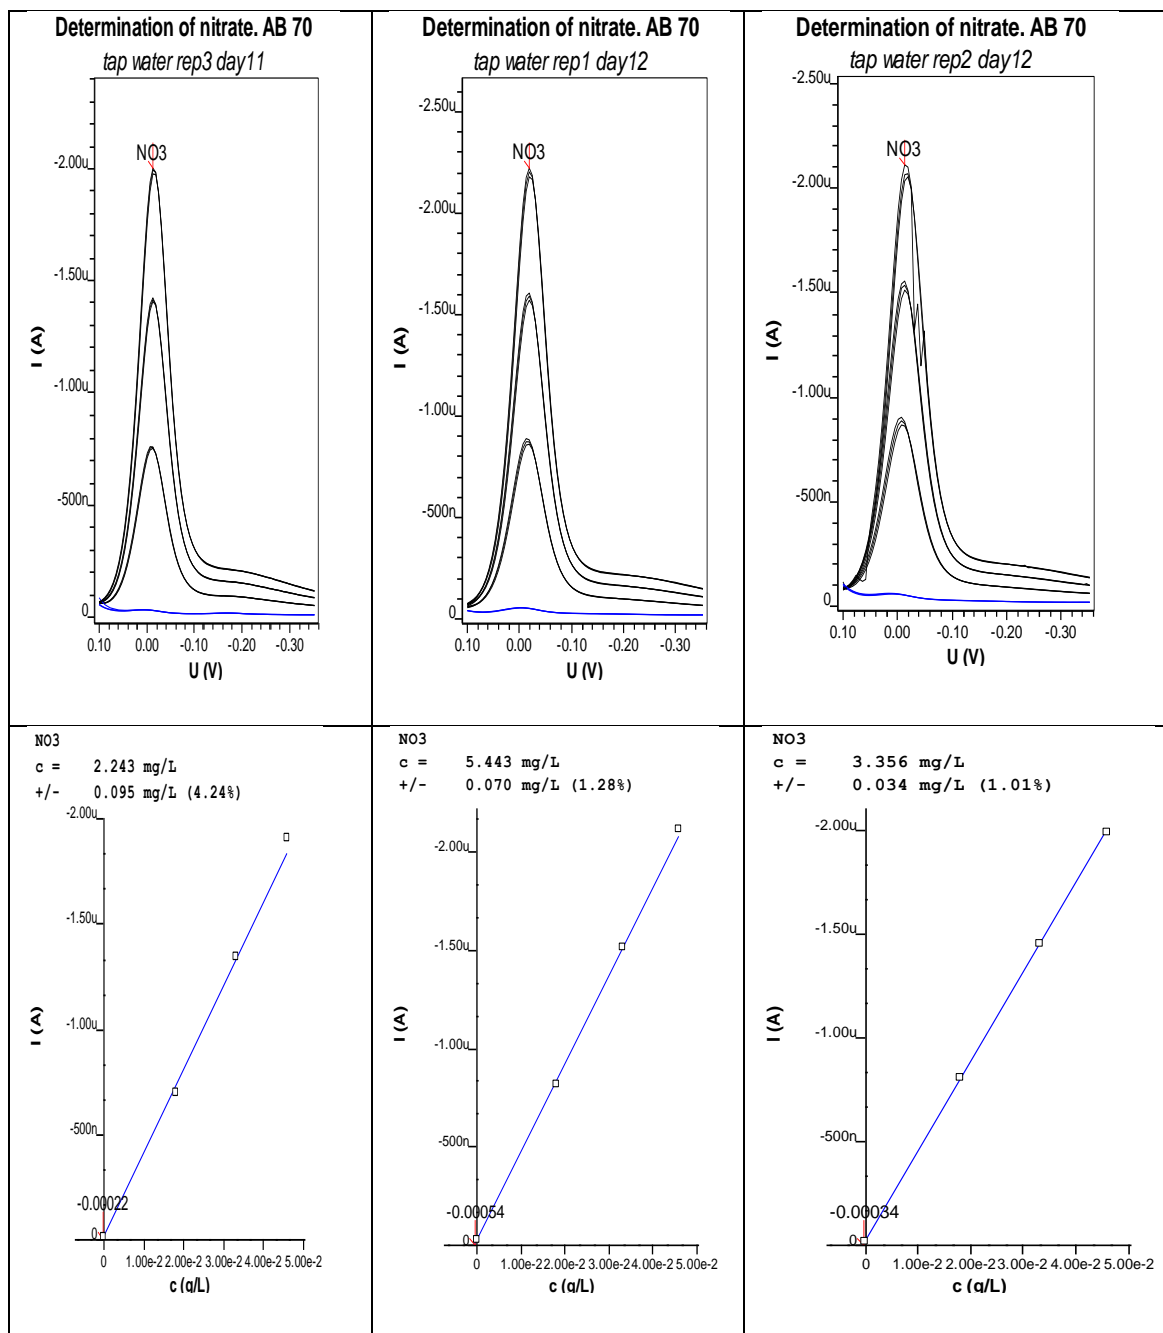 Determination of nitrate. AB 70
tap water rep3 day11
NO3
-2.00u
-1.50u
-1.00u
-500n
0
I (A)
0.10 0.00 -0.10 -0.20 -0.30
U (V)
Determination of nitrate. AB 70
tap water rep1 day12
NO3
-2.50u
-2.00u
-1.50u
-1.00u
-500n
0
I (A)
0.10 0.00 -0.10 -0.20 -0.30
U (V)
Determination of nitrate. AB 70
tap water rep2 day12
NO3
-2.50u
-2.00u
-1.50u
-1.00u
-500n
0
I (A)
0.10 0.00 -0.10 -0.20 -0.30
U (V)
NO3
c = 2.243 mg/L
+/- 0.095 mg/L (4.24%)
-2.00u
-1.50u
-1.00u
-500n
-0.00022
0
I (A)
0 1.00e-2 2.00e-2 3.00e-2 4.00e-2 5.00e-2
c (g/L)
NO3
c = 5.443 mg/L
+/- 0.070 mg/L (1.28%)
-2.00u
-1.50u
-1.00u
-500n
-0.00054
0
I (A)
0 1.00e-2 2.00e-2 3.00e-2 4.00e-2 5.00e-2
c (g/L)
NO3
c = 3.356 mg/L
+/- 0.034 mg/L (1.01%)
-2.00u
-1.50u
-1.00u
-500n
-0.00034
0
I (A)
0 1.00e-2 2.00e-2 3.00e-2 4.00e-2 5.00e-2
c (g/L)